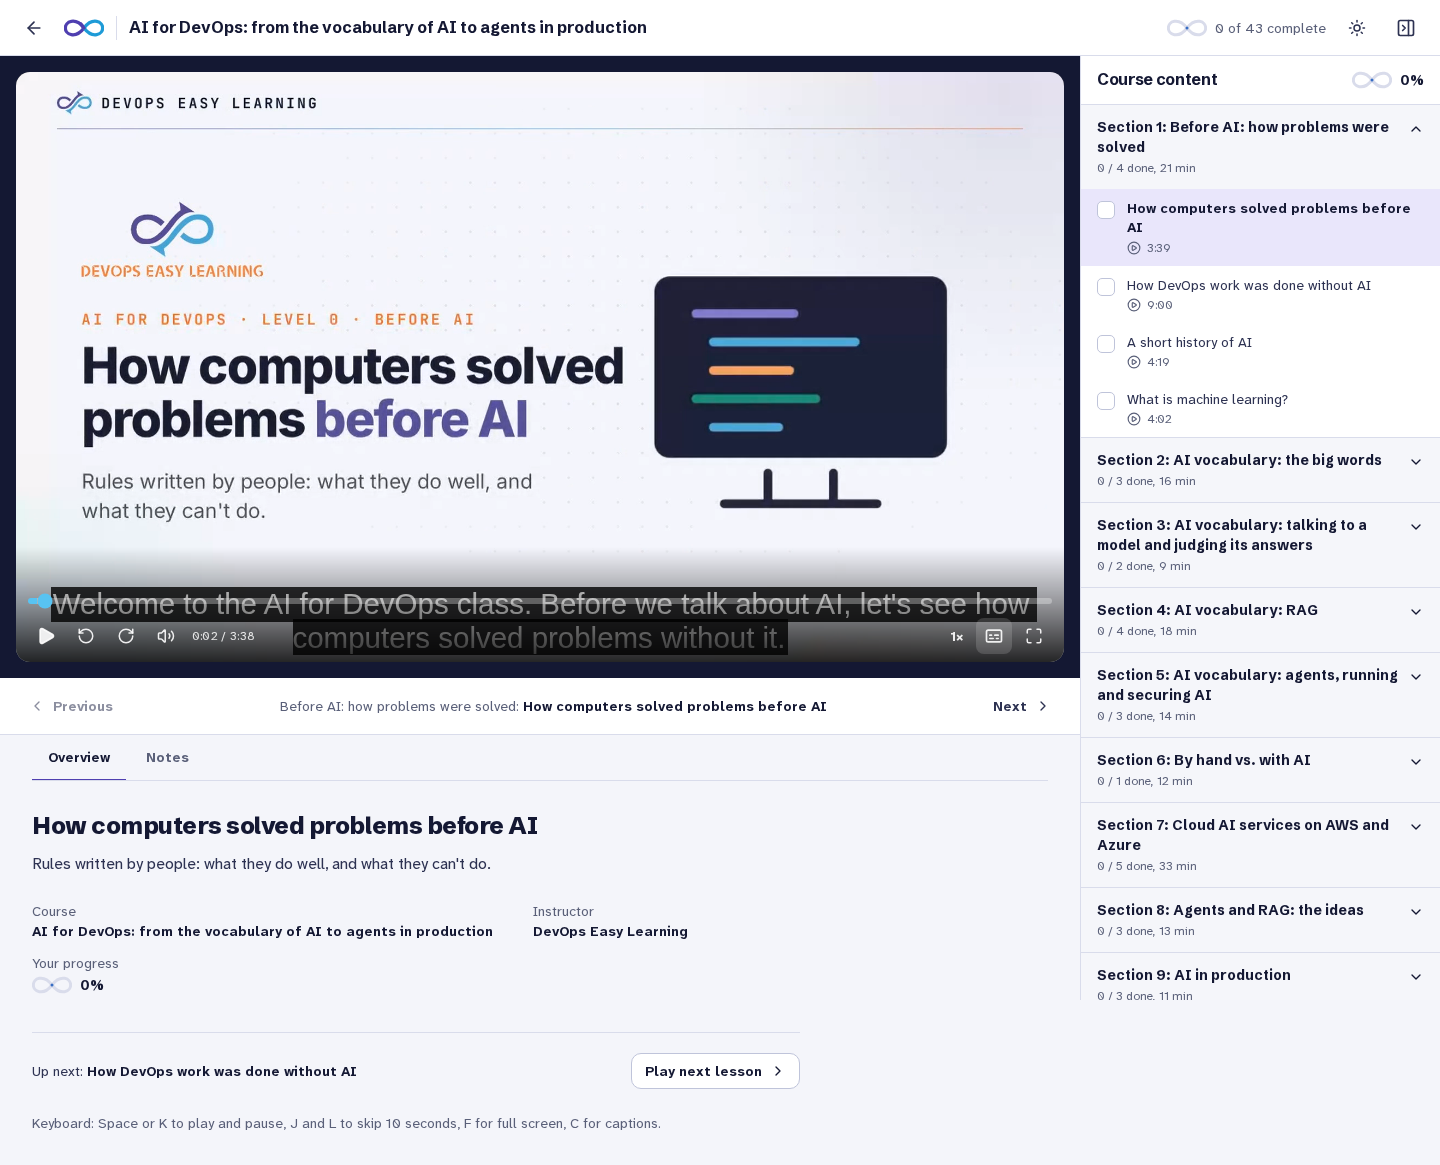 AI for DevOps: from the vocabulary of AI to agents in production
0 of 43 complete
DEVOPS EASY LEARNING
DEVOPS EASY LEARNING
AI FOR DEVOPS · LEVEL 0 · BEFORE AI
How computers solved
problems before AI
Rules written by people: what they do well, and
what they can't do.
Welcome to the AI for DevOps class. Before we talk about AI, let's see how
computers solved problems without it.
0:02 / 3:38
1×
Previous
Before AI: how problems were solved: How computers solved problems before AI
Next
Overview
Notes
How computers solved problems before AI
Rules written by people: what they do well, and what they can't do.
Course
AI for DevOps: from the vocabulary of AI to agents in production
Instructor
DevOps Easy Learning
Your progress
0%
Up next: How DevOps work was done without AI
Play next lesson
Keyboard: Space or K to play and pause, J and L to skip 10 seconds, F for full screen, C for captions.
Course content
0%
Section 1: Before AI: how problems were
solved
0 / 4 done, 21 min
How computers solved problems before
AI
3:39
How DevOps work was done without AI
9:00
A short history of AI
4:19
What is machine learning?
4:02
Section 2: AI vocabulary: the big words
0 / 3 done, 16 min
Section 3: AI vocabulary: talking to a
model and judging its answers
0 / 2 done, 9 min
Section 4: AI vocabulary: RAG
0 / 4 done, 18 min
Section 5: AI vocabulary: agents, running
and securing AI
0 / 3 done, 14 min
Section 6: By hand vs. with AI
0 / 1 done, 12 min
Section 7: Cloud AI services on AWS and
Azure
0 / 5 done, 33 min
Section 8: Agents and RAG: the ideas
0 / 3 done, 13 min
Section 9: AI in production
0 / 3 done, 11 min